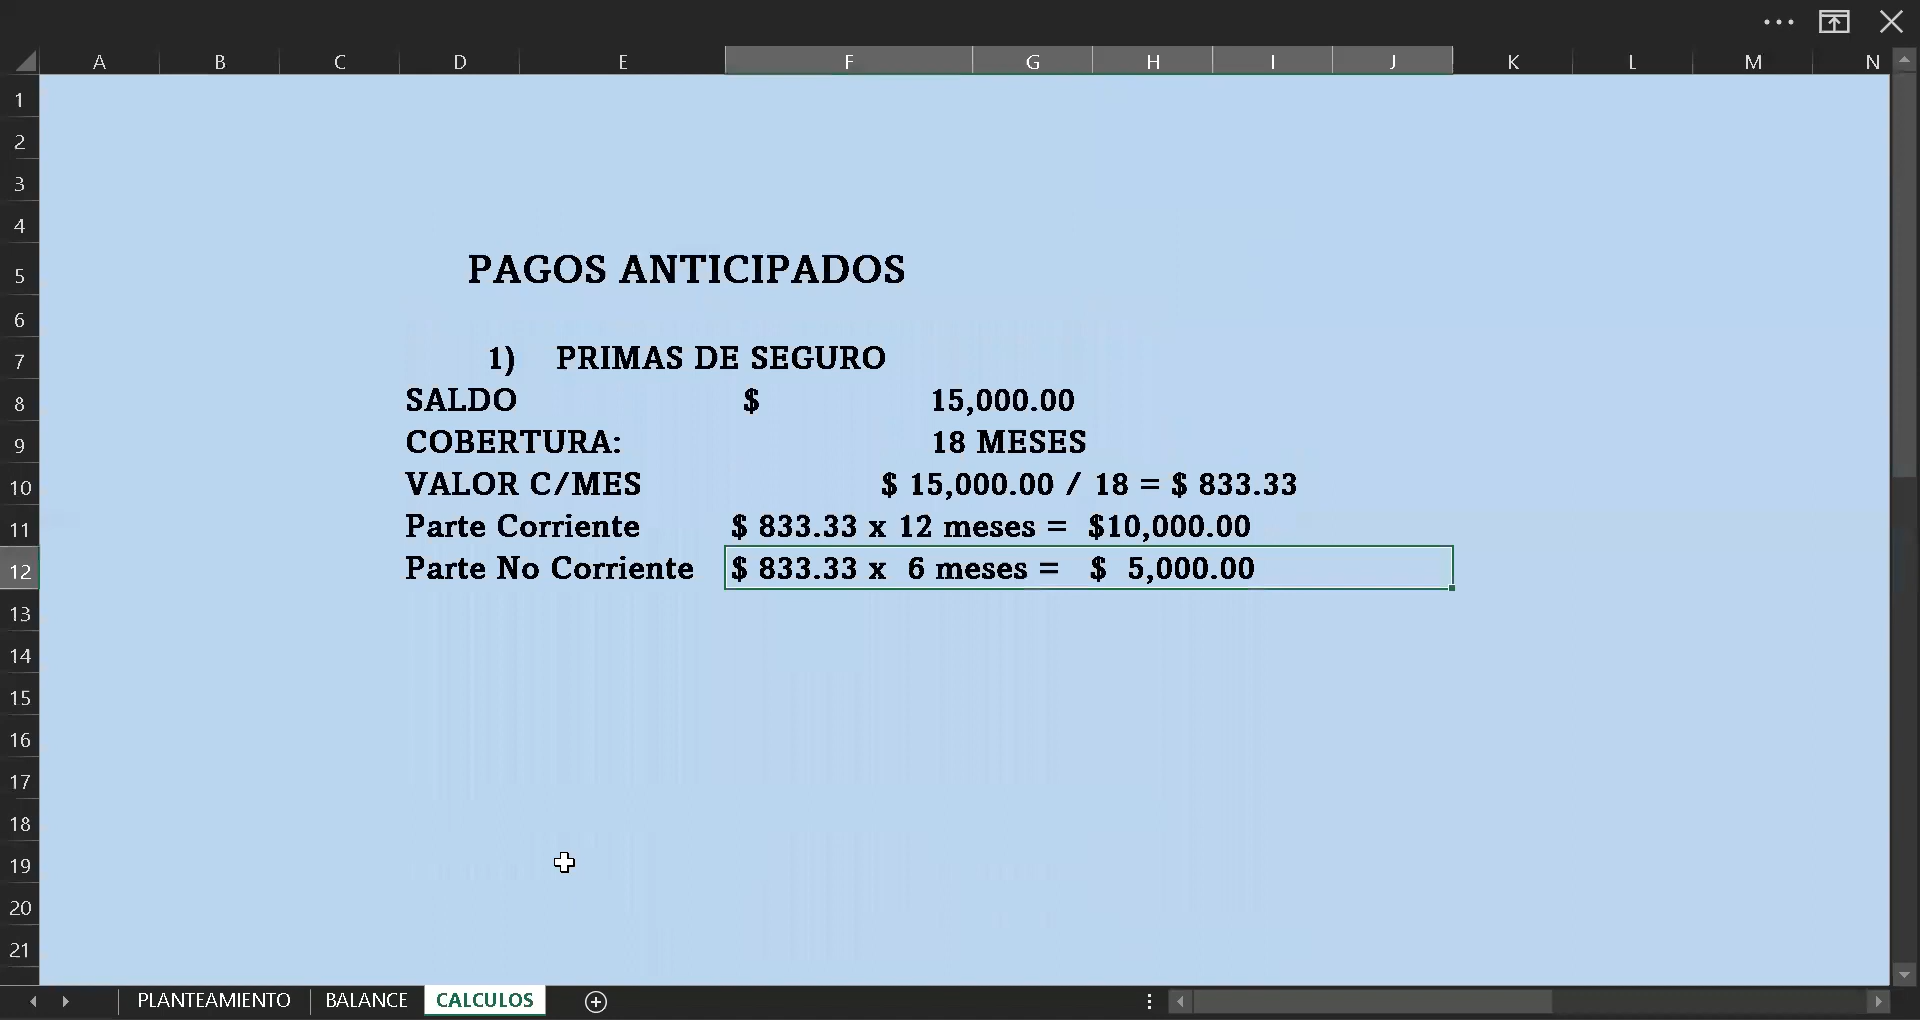 A B C D E F G H I J K L M N
1
2
3
4
5 PAGOS ANTICIPADOS
6
7 1) PRIMAS DE SEGURO
8 SALDO $ 15,000.00
9 COBERTURA: 18 MESES
10 VALOR C/MES $ 15,000.00 / 18 = $ 833.33
11 Parte Corriente $ 833.33 x 12 meses = $10,000.00
12 Parte No Corriente $ 833.33 x 6 meses = $ 5,000.00
13
14
15
16
17
18
19
20
21
PLANTEAMIENTO BALANCE CALCULOS